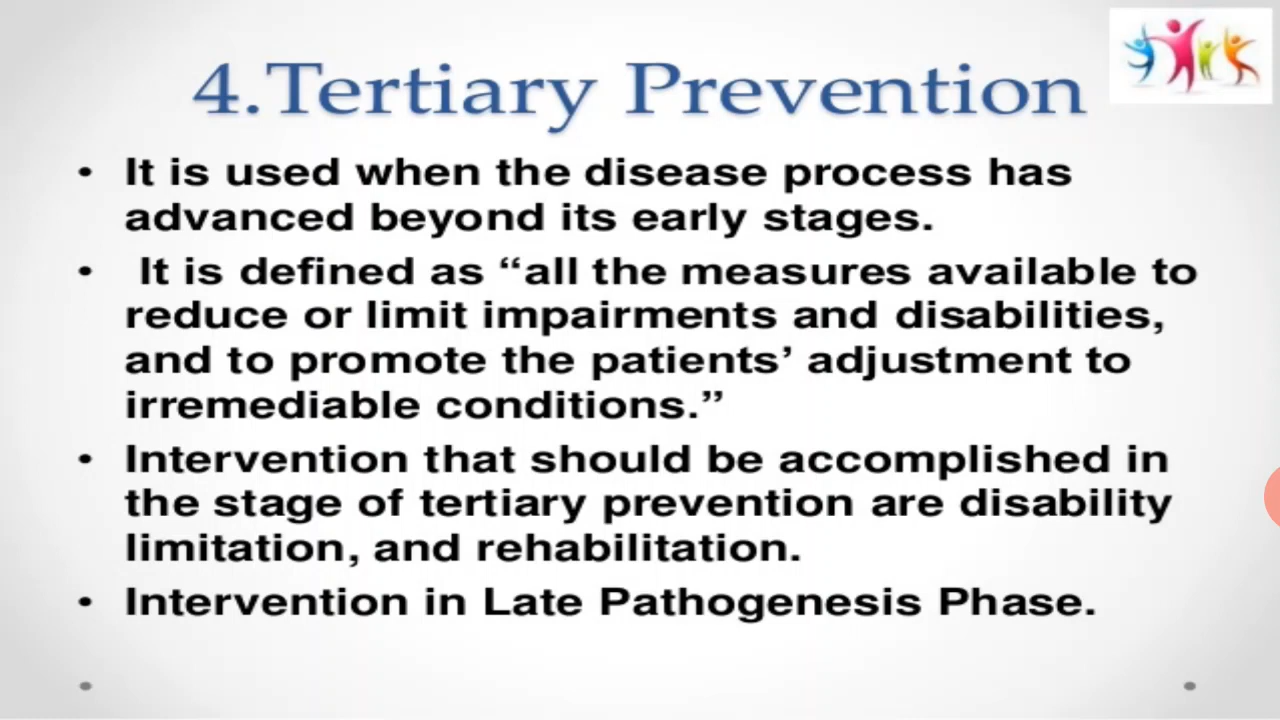 4.Tertiary Prevention
• It is used when the disease process has
advanced beyond its early stages.
• It is defined as “all the measures available to
reduce or limit impairments and disabilities,
and to promote the patients’ adjustment to
irremediable conditions.”
• Intervention that should be accomplished in
the stage of tertiary prevention are disability
limitation, and rehabilitation.
• Intervention in Late Pathogenesis Phase.